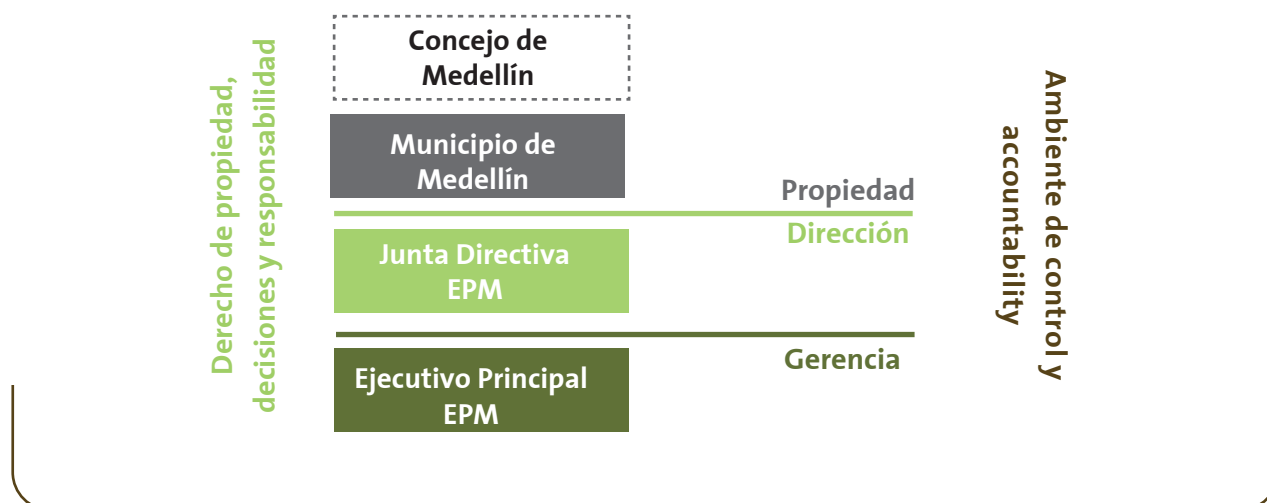 Derecho de propiedad,
decisiones y responsabilidad
Concejo de
Medellín
Municipio de
Medellín
Propiedad
Dirección
Junta Directiva
EPM
Gerencia
Ejecutivo Principal
EPM
Ambiente de control y
accountability